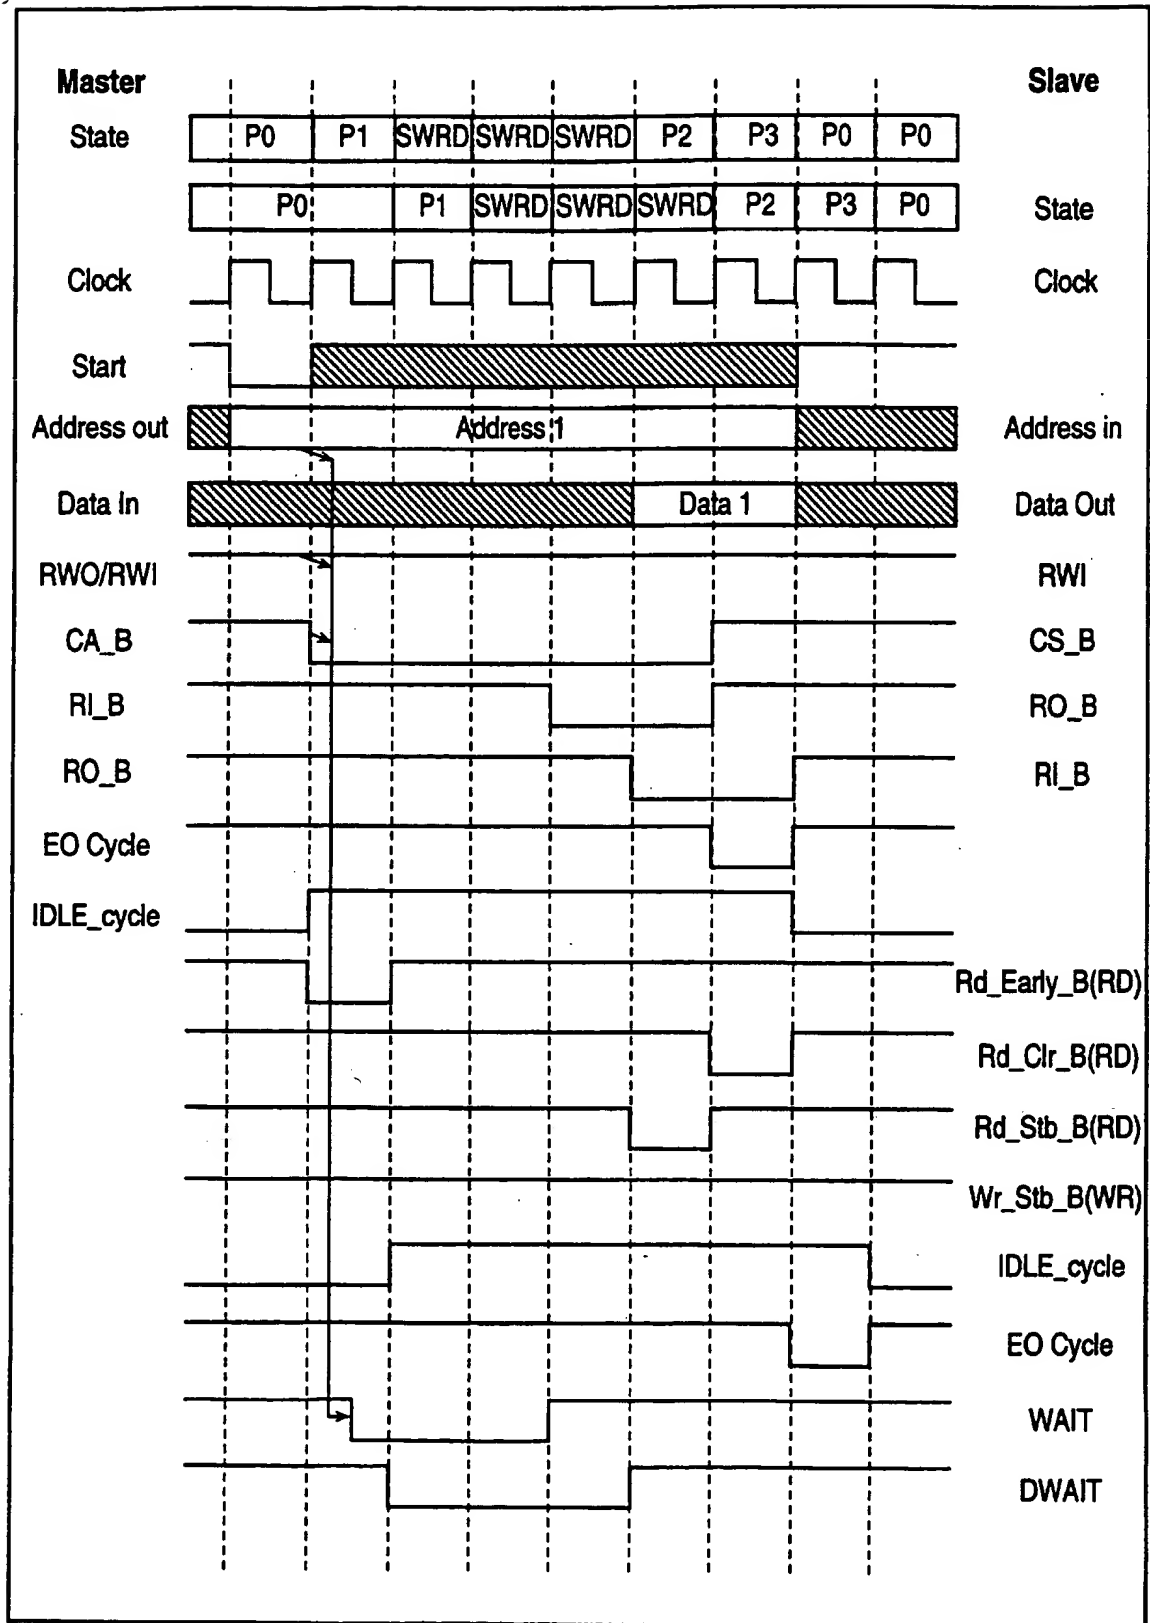 Master Slave
State P0 P1 SWRD SWRD SWRD P2 P3 P0 P0
P0 P1 SWRD SWRD SWRD P2 P3 P0 State
Clock Clock
Start
Address out Address 1 Address in
Data In Data 1 Data Out
RWO/RWI RWI
CA_B CS_B
RI_B RO_B
RO_B RI_B
EO Cycle
IDLE_cycle
Rd_Early_B(RD)
Rd_Clr_B(RD)
Rd_Stb_B(RD)
Wr_Stb_B(WR)
IDLE_cycle
EO Cycle
WAIT
DWAIT